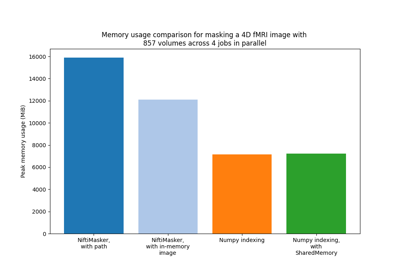 Memory usage comparison for masking a 4D fMRI image with
857 volumes across 4 jobs in parallel
Peak memory usage (MiB)
16000
14000
12000
10000
8000
6000
4000
2000
0
NiftiMasker,
with path
NiftiMasker,
with in-memory
image
Numpy indexing
Numpy indexing,
with
SharedMemory